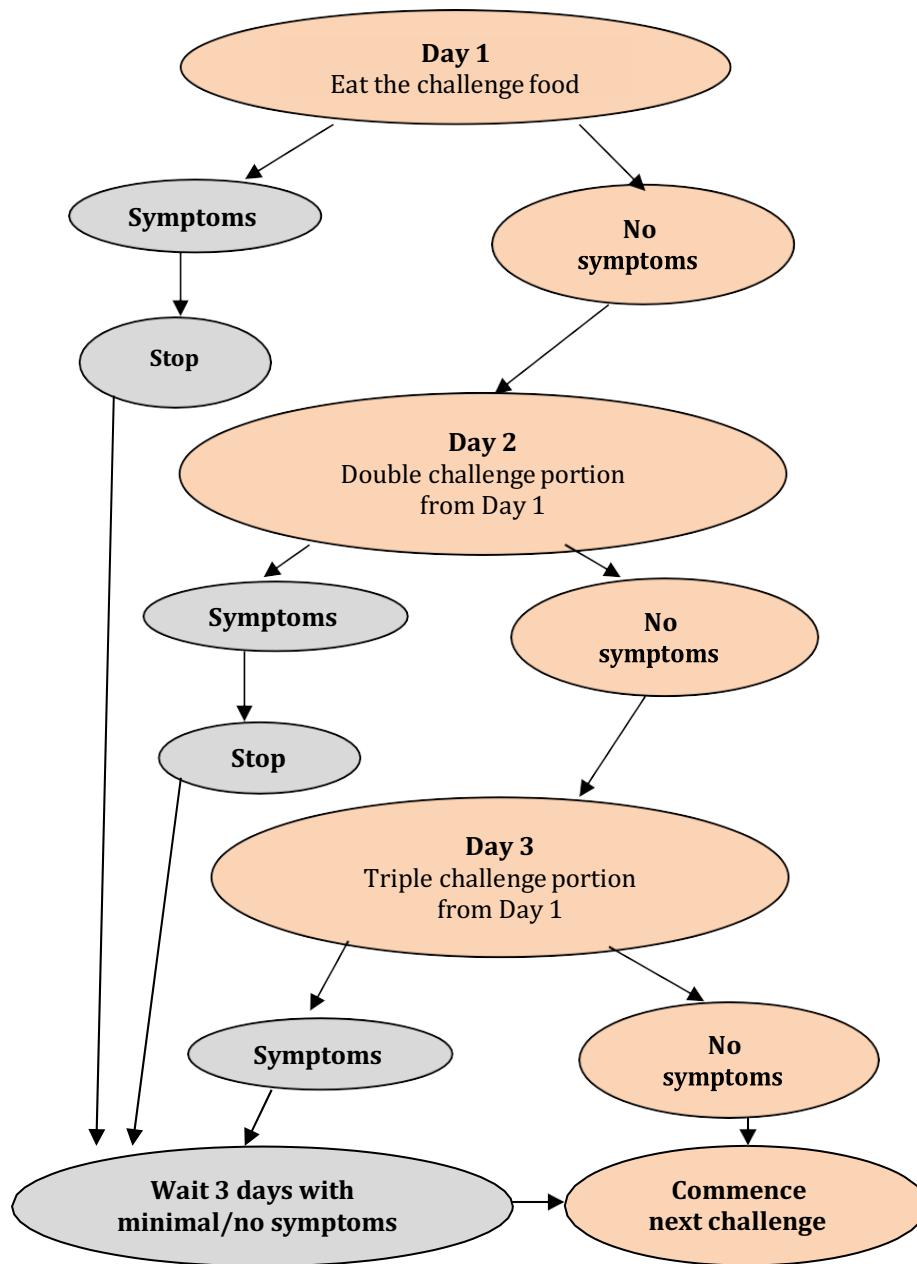 Day 1
Eat the challenge food
Symptoms
No
symptoms
Stop
Day 2
Double challenge portion
from Day 1
Symptoms
No
symptoms
Stop
Day 3
Triple challenge portion
from Day 1
Symptoms
No
symptoms
Wait 3 days with
minimal/no symptoms
Commence
next challenge